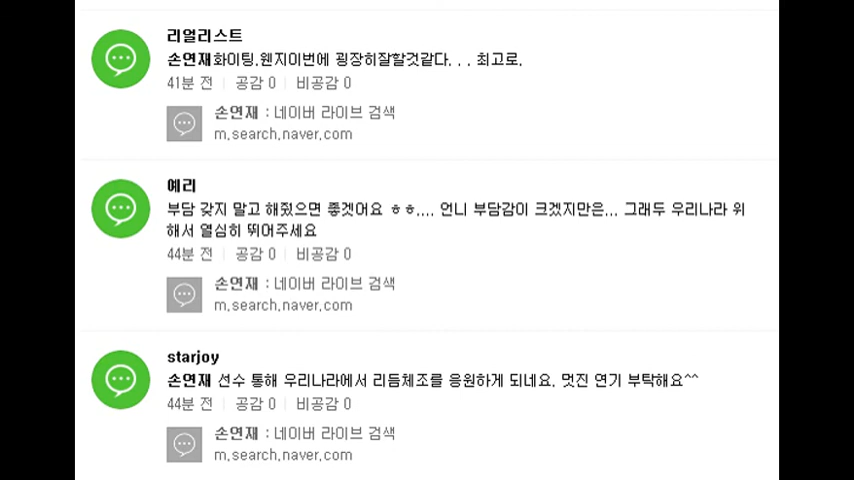 리얼리스트
손연재화이팅.웬지이번에 굉장히잘할것같다. . . 최고로.
41분 전 공감 0 비공감 0
손연재 : 네이버 라이브 검색
m.search.naver.com
예리
부담 갖지 말고 해줬으면 좋겟어요 ㅎㅎ.... 언니 부담감이 크겠지만은... 그래두 우리나라 위
해서 열심히 뛰어주세요
44분 전 공감 0 비공감 0
손연재 : 네이버 라이브 검색
m.search.naver.com
starjoy
손연재 선수 통해 우리나라에서 리듬체조를 응원하게 되네요. 멋진 연기 부탁해요^^
44분 전 공감 0 비공감 0
손연재 : 네이버 라이브 검색
m.search.naver.com